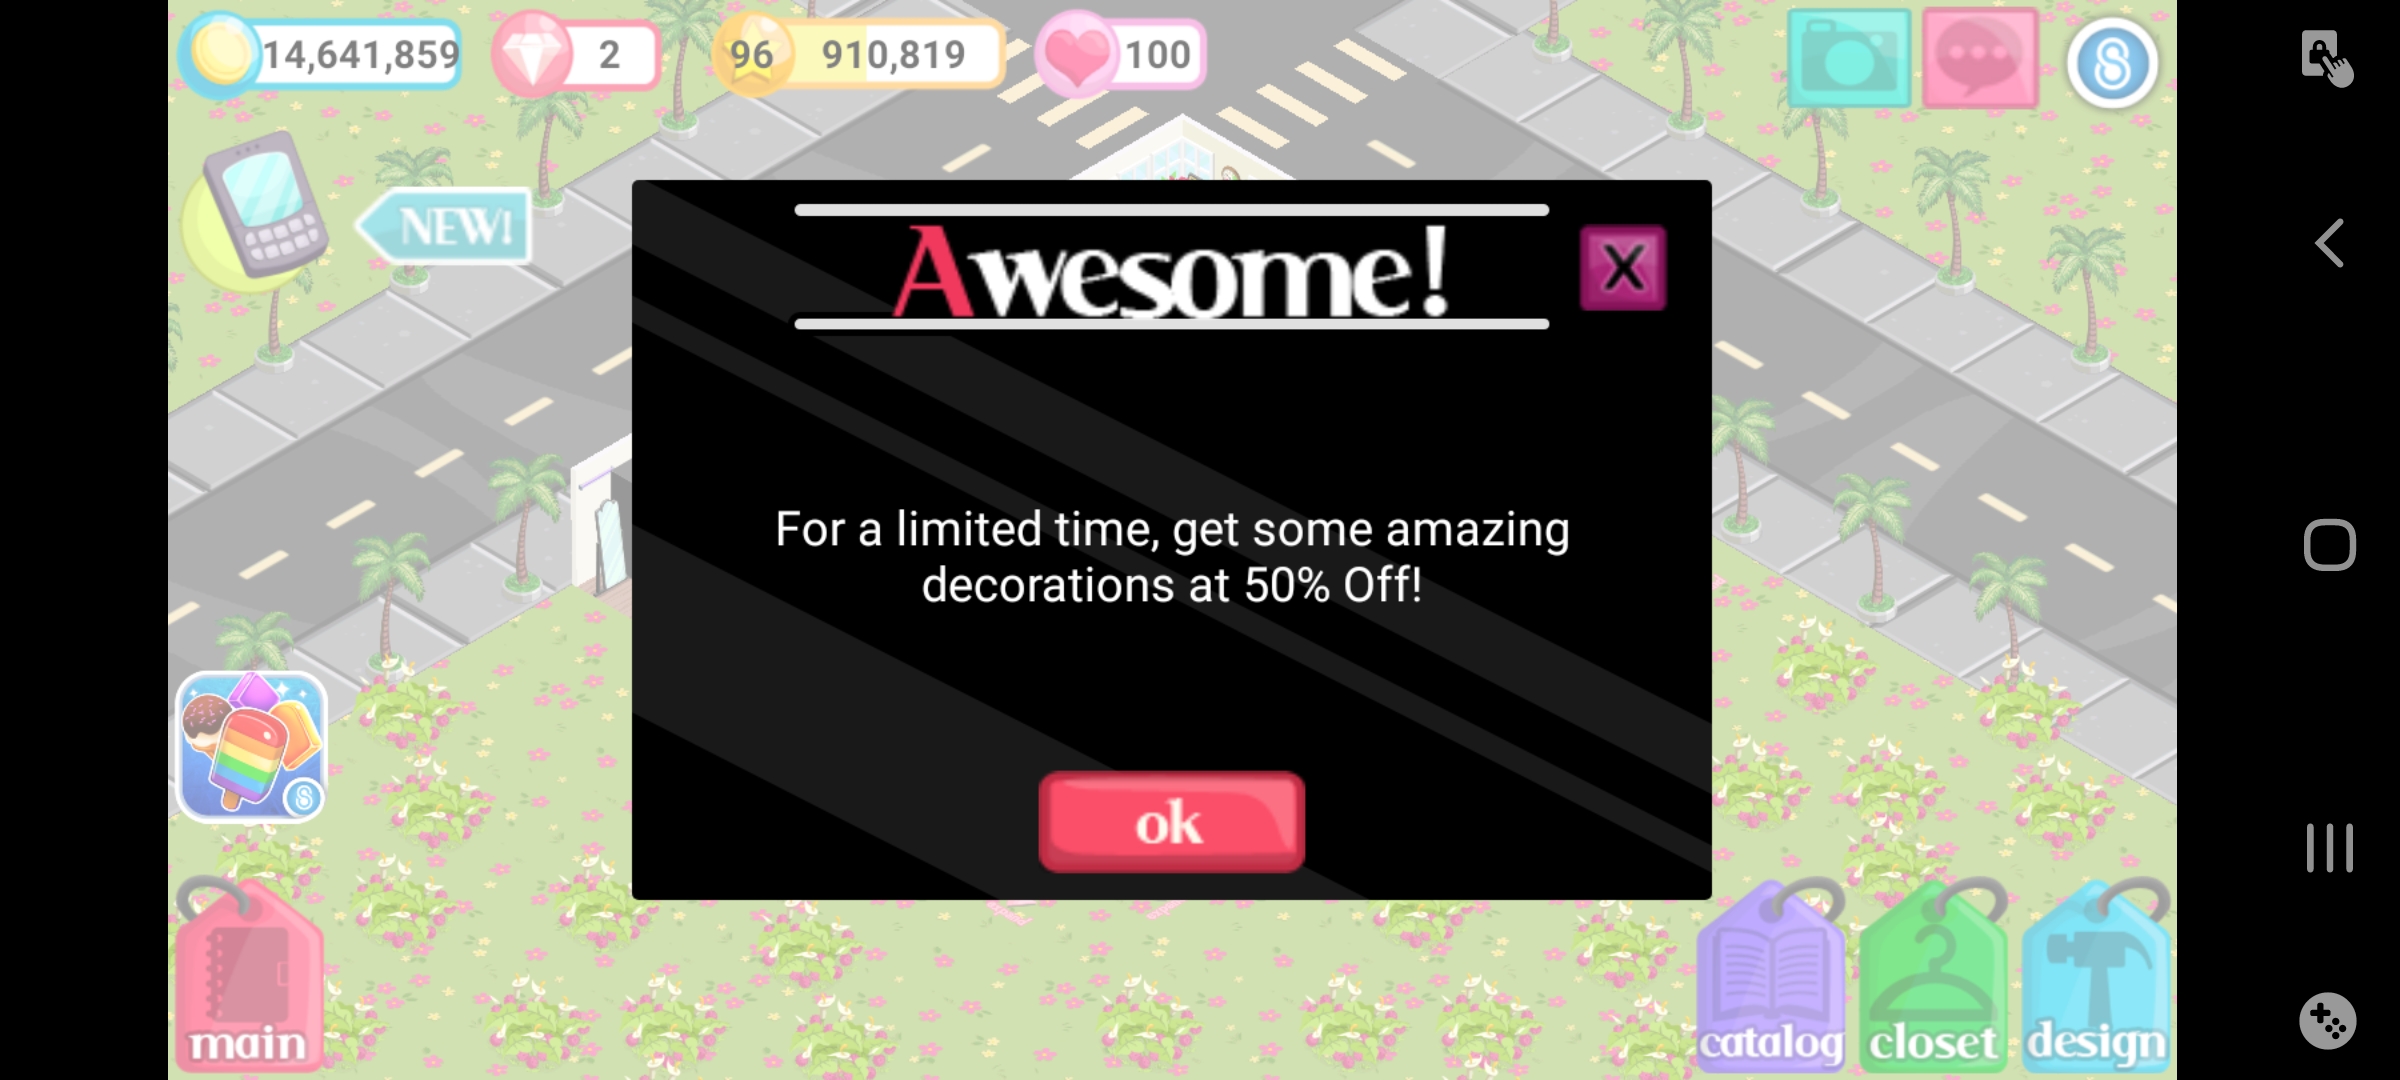 14,641,859
2
96
910,819
100
NEW!
Awesome!
X
For a limited time, get some amazing
decorations at 50% Off!
ok
main
catalog
closet
design